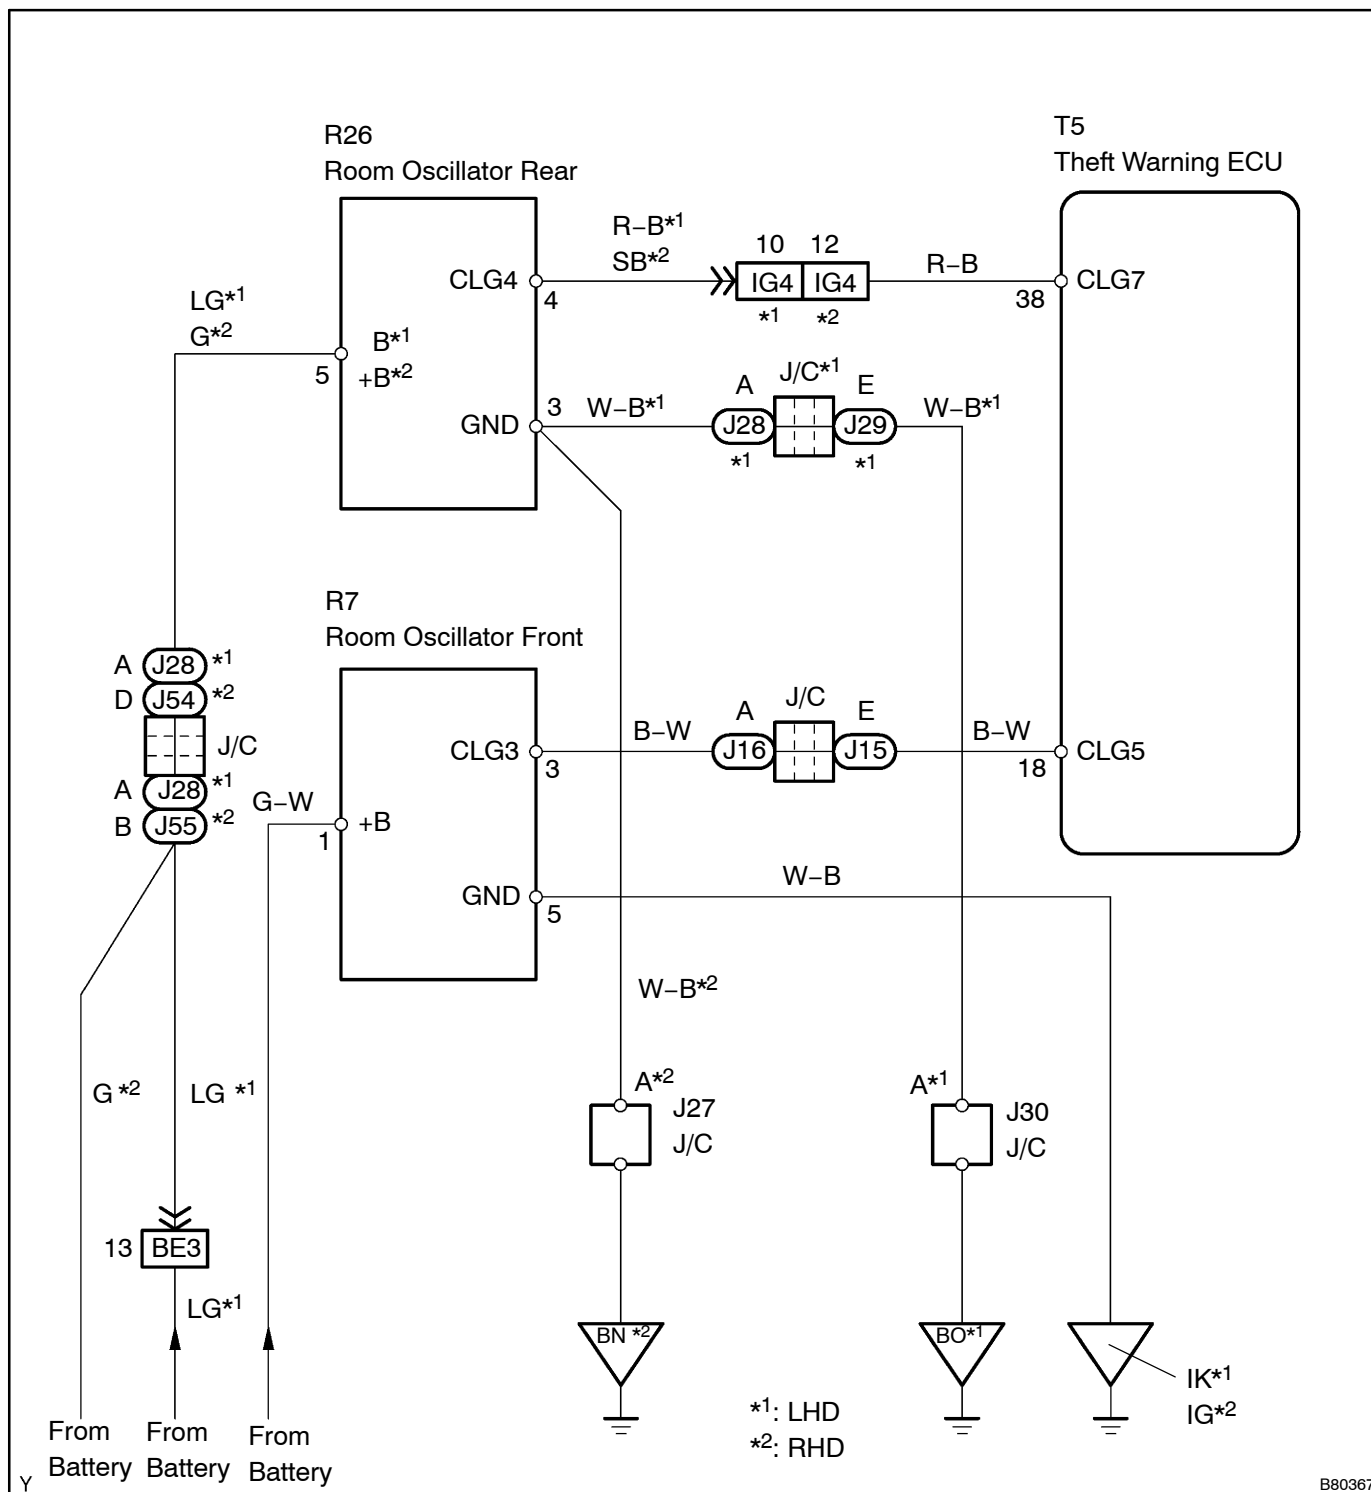 R26
Room Oscillator Rear
T5
Theft Warning ECU
R–B*1
SB*2
10
12
CLG4
4
IG4
IG4
*1
*2
R–B
38
CLG7
LG*1
G*2
5
B*1
+B*2
GND
3
W–B*1
A
J/C*1
E
J28
J29
*1
*1
W–B*1
R7
Room Oscillator Front
A
J28
*1
D
J54
*2
J/C
A
J28
*1
B
J55
*2
CLG3
3
B–W
A
J/C
E
J16
J15
B–W
18
CLG5
G–W
1
+B
GND
5
W–B
W–B*2
G*2
LG *1
A*2
J27
J/C
A*1
J30
J/C
13
BE3
LG*1
BN *2
BO*1
IK*1
IG*2
From
Battery
From
Battery
From
Battery
*1: LHD
*2: RHD
Y
B80367